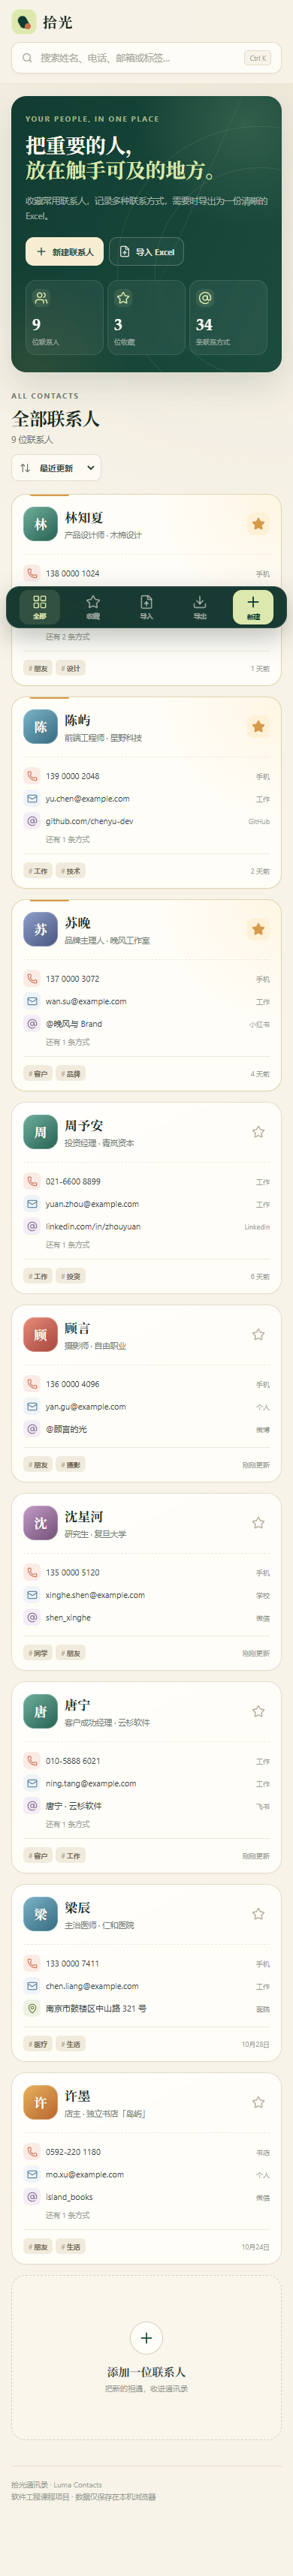 拾光
搜索姓名、电话、邮箱或标签... Ctrl K
YOUR PEOPLE, IN ONE PLACE
把重要的人，
放在触手可及的地方。
收藏常用联系人，记录多种联系方式，需要时导出为一份清晰的
Excel。
新建联系人 导入 Excel
9 3 34
位联系人 位收藏 条联系方式
ALL CONTACTS
全部联系人
9 位联系人
最近更新
林 林知夏
产品设计师 · 木棉设计
138 0000 1024 手机
全部 收藏 导入 导出 新建
还有 2 条方式
# 朋友 # 设计 1 天前
陈 陈屿
前端工程师 · 星野科技
139 0000 2048 手机
yu.chen@example.com 工作
github.com/chenyu-dev GitHub
还有 1 条方式
# 工作 # 技术 2 天前
苏 苏晚
品牌主理人 · 晚风工作室
137 0000 3072 手机
wan.su@example.com 工作
@晚风与 Brand 小红书
还有 1 条方式
# 客户 # 品牌 4 天前
周 周予安
投资经理 · 青岚资本
021-6600 8899 工作
yuan.zhou@example.com 工作
linkedin.com/in/zhouyuan LinkedIn
还有 1 条方式
# 工作 # 投资 6 天前
顾 顾言
摄影师 · 自由职业
136 0000 4096 手机
yan.gu@example.com 个人
@顾言的光 微博
# 朋友 # 摄影 刚刚更新
沈 沈星河
研究生 · 复旦大学
135 0000 5120 手机
xinghe.shen@example.com 学校
shen_xinghe 微信
# 同学 # 朋友 刚刚更新
唐 唐宁
客户成功经理 · 云杉软件
010-5888 6021 工作
ning.tang@example.com 工作
唐宁 · 云杉软件 飞书
还有 1 条方式
# 客户 # 工作 刚刚更新
梁 梁辰
主治医师 · 仁和医院
133 0000 7411 手机
chen.liang@example.com 工作
南京市鼓楼区中山路 321 号 医院
# 医疗 # 生活 10月28日
许 许墨
店主 · 独立书店「岛屿」
0592-220 1180 书店
mo.xu@example.com 个人
island_books 微信
还有 1 条方式
# 朋友 # 生活 10月24日
添加一位联系人
把新的相遇，收进通讯录
拾光通讯录 · Luma Contacts
软件工程课程项目 · 数据仅保存在本机浏览器